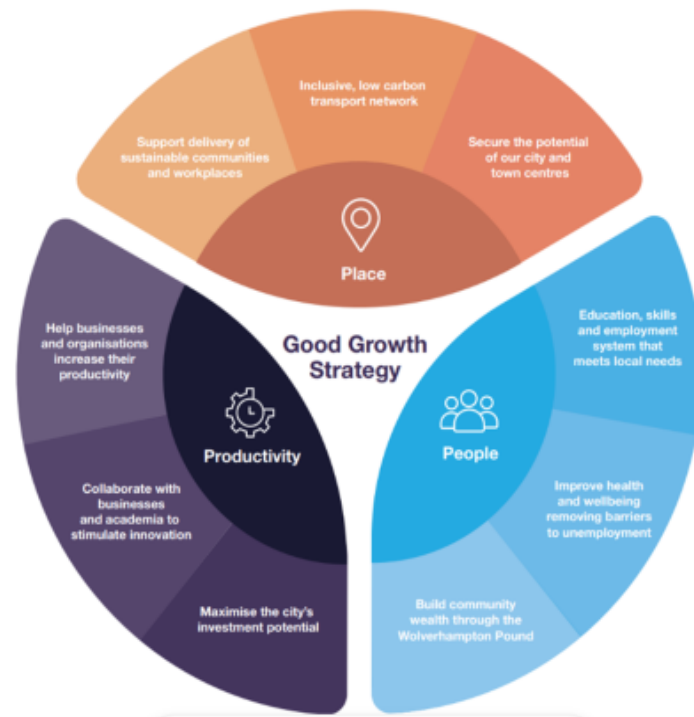 Inclusive, low carbon
transport network
Support delivery of
sustainable communities
and workplaces
Secure the potential
of our city and
town centres
Place
Good Growth
Strategy
Help businesses
and organisations
increase their
productivity
Productivity
Collaborate with
businesses
and academia to
stimulate innovation
Maximise the city's
investment potential
Education, skills
and employment
system that
meets local needs
People
Improve health
and wellbeing
removing barriers
to unemployment
Build community
wealth through the
Wolverhampton Pound